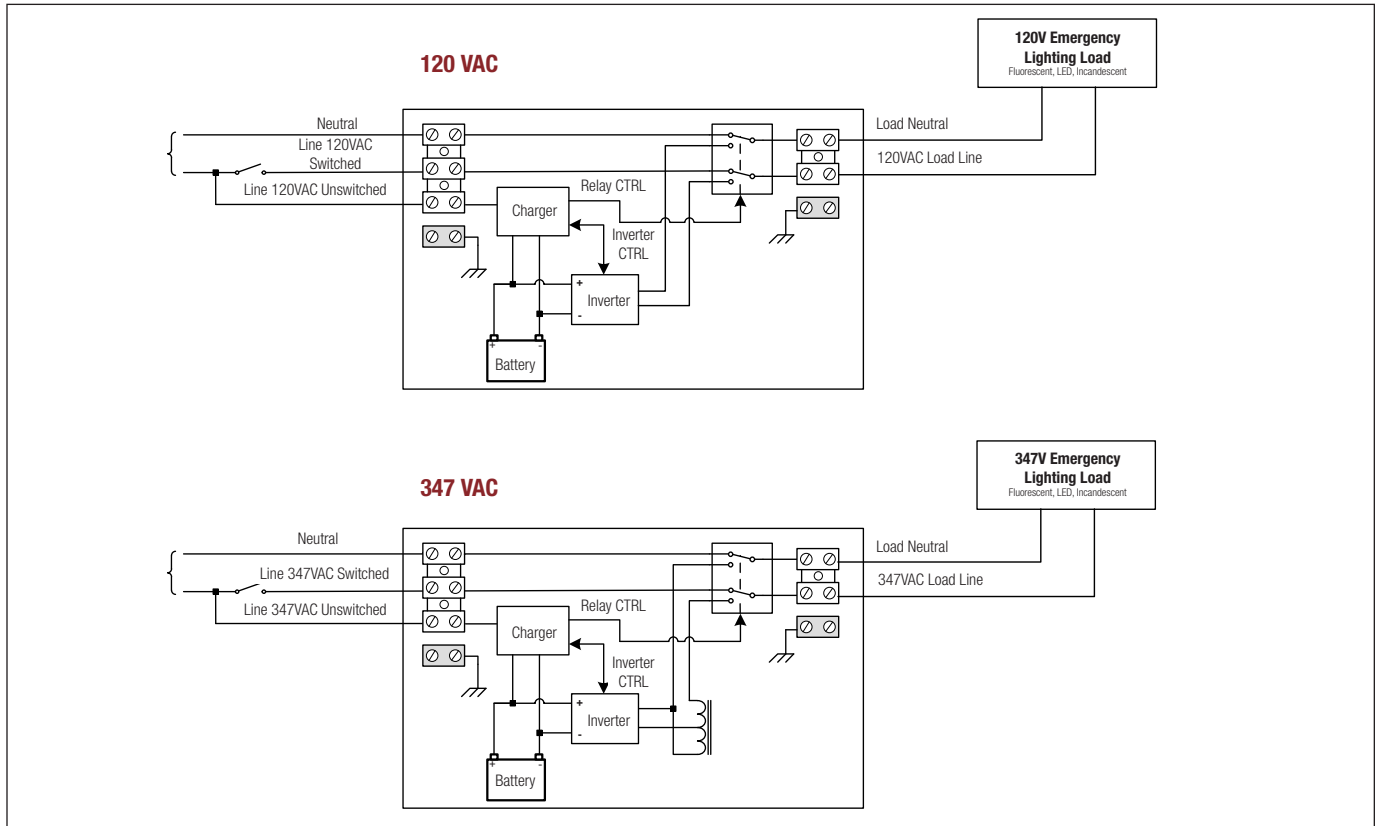 120 VAC
120V Emergency
Lighting Load
Fluorescent, LED, Incandescent
Neutral
Line 120VAC
Switched
Line 120VAC Unswitched
Load Neutral
120VAC Load Line
Relay CTRL
Charger
Inverter
CTRL
+
Inverter
-
+ -
Battery
347 VAC
347V Emergency
Lighting Load
Fluorescent, LED, Incandescent
Neutral
Line 347VAC Switched
Line 347VAC Unswitched
Load Neutral
347VAC Load Line
Relay CTRL
Charger
Inverter
CTRL
+
Inverter
-
+ -
Battery